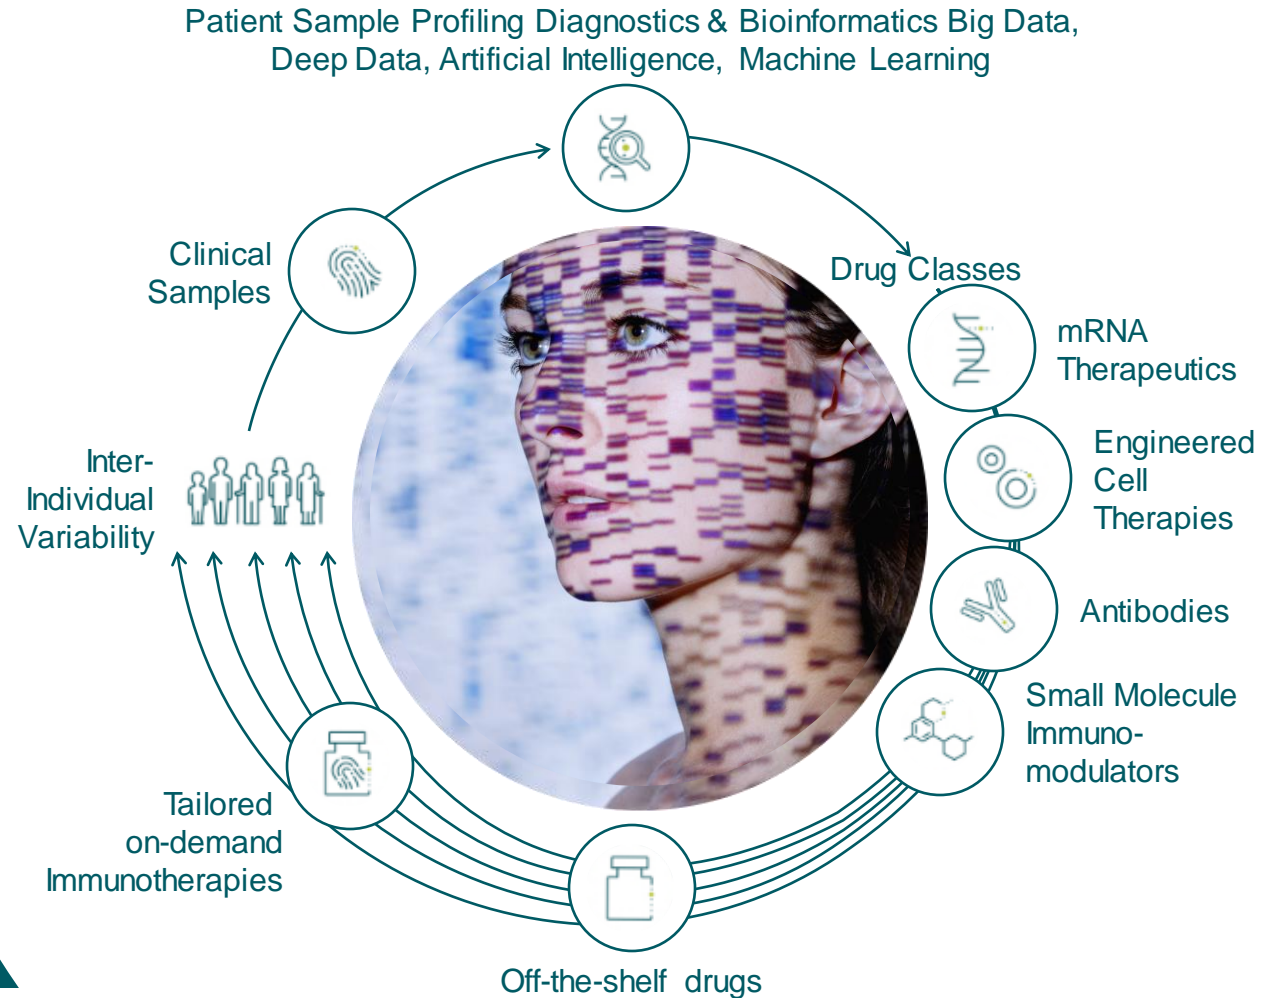 Patient Sample Profiling Diagnostics & Bioinformatics Big Data,
Deep Data, Artificial Intelligence, Machine Learning
Clinical
Samples
Drug Classes
mRNA
Therapeutics
Engineered
Cell
Therapies
Inter-
Individual
Variability
Antibodies
Small Molecule
Immuno-
modulators
Tailored
on-demand
Immunotherapies
Off-the-shelf drugs